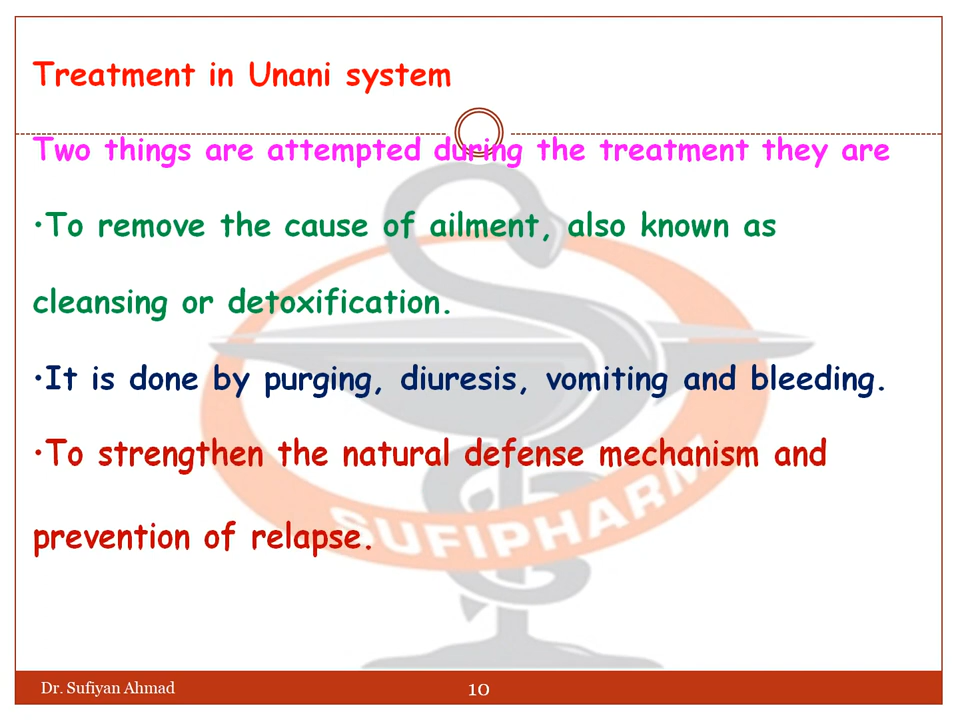 Treatment in Unani system
Two things are attempted during the treatment they are
•To remove the cause of ailment, also known as
cleansing or detoxification.
•It is done by purging, diuresis, vomiting and bleeding.
•To strengthen the natural defense mechanism and
prevention of relapse.
SUFIPHARM
Dr. Sufiyan Ahmad
10